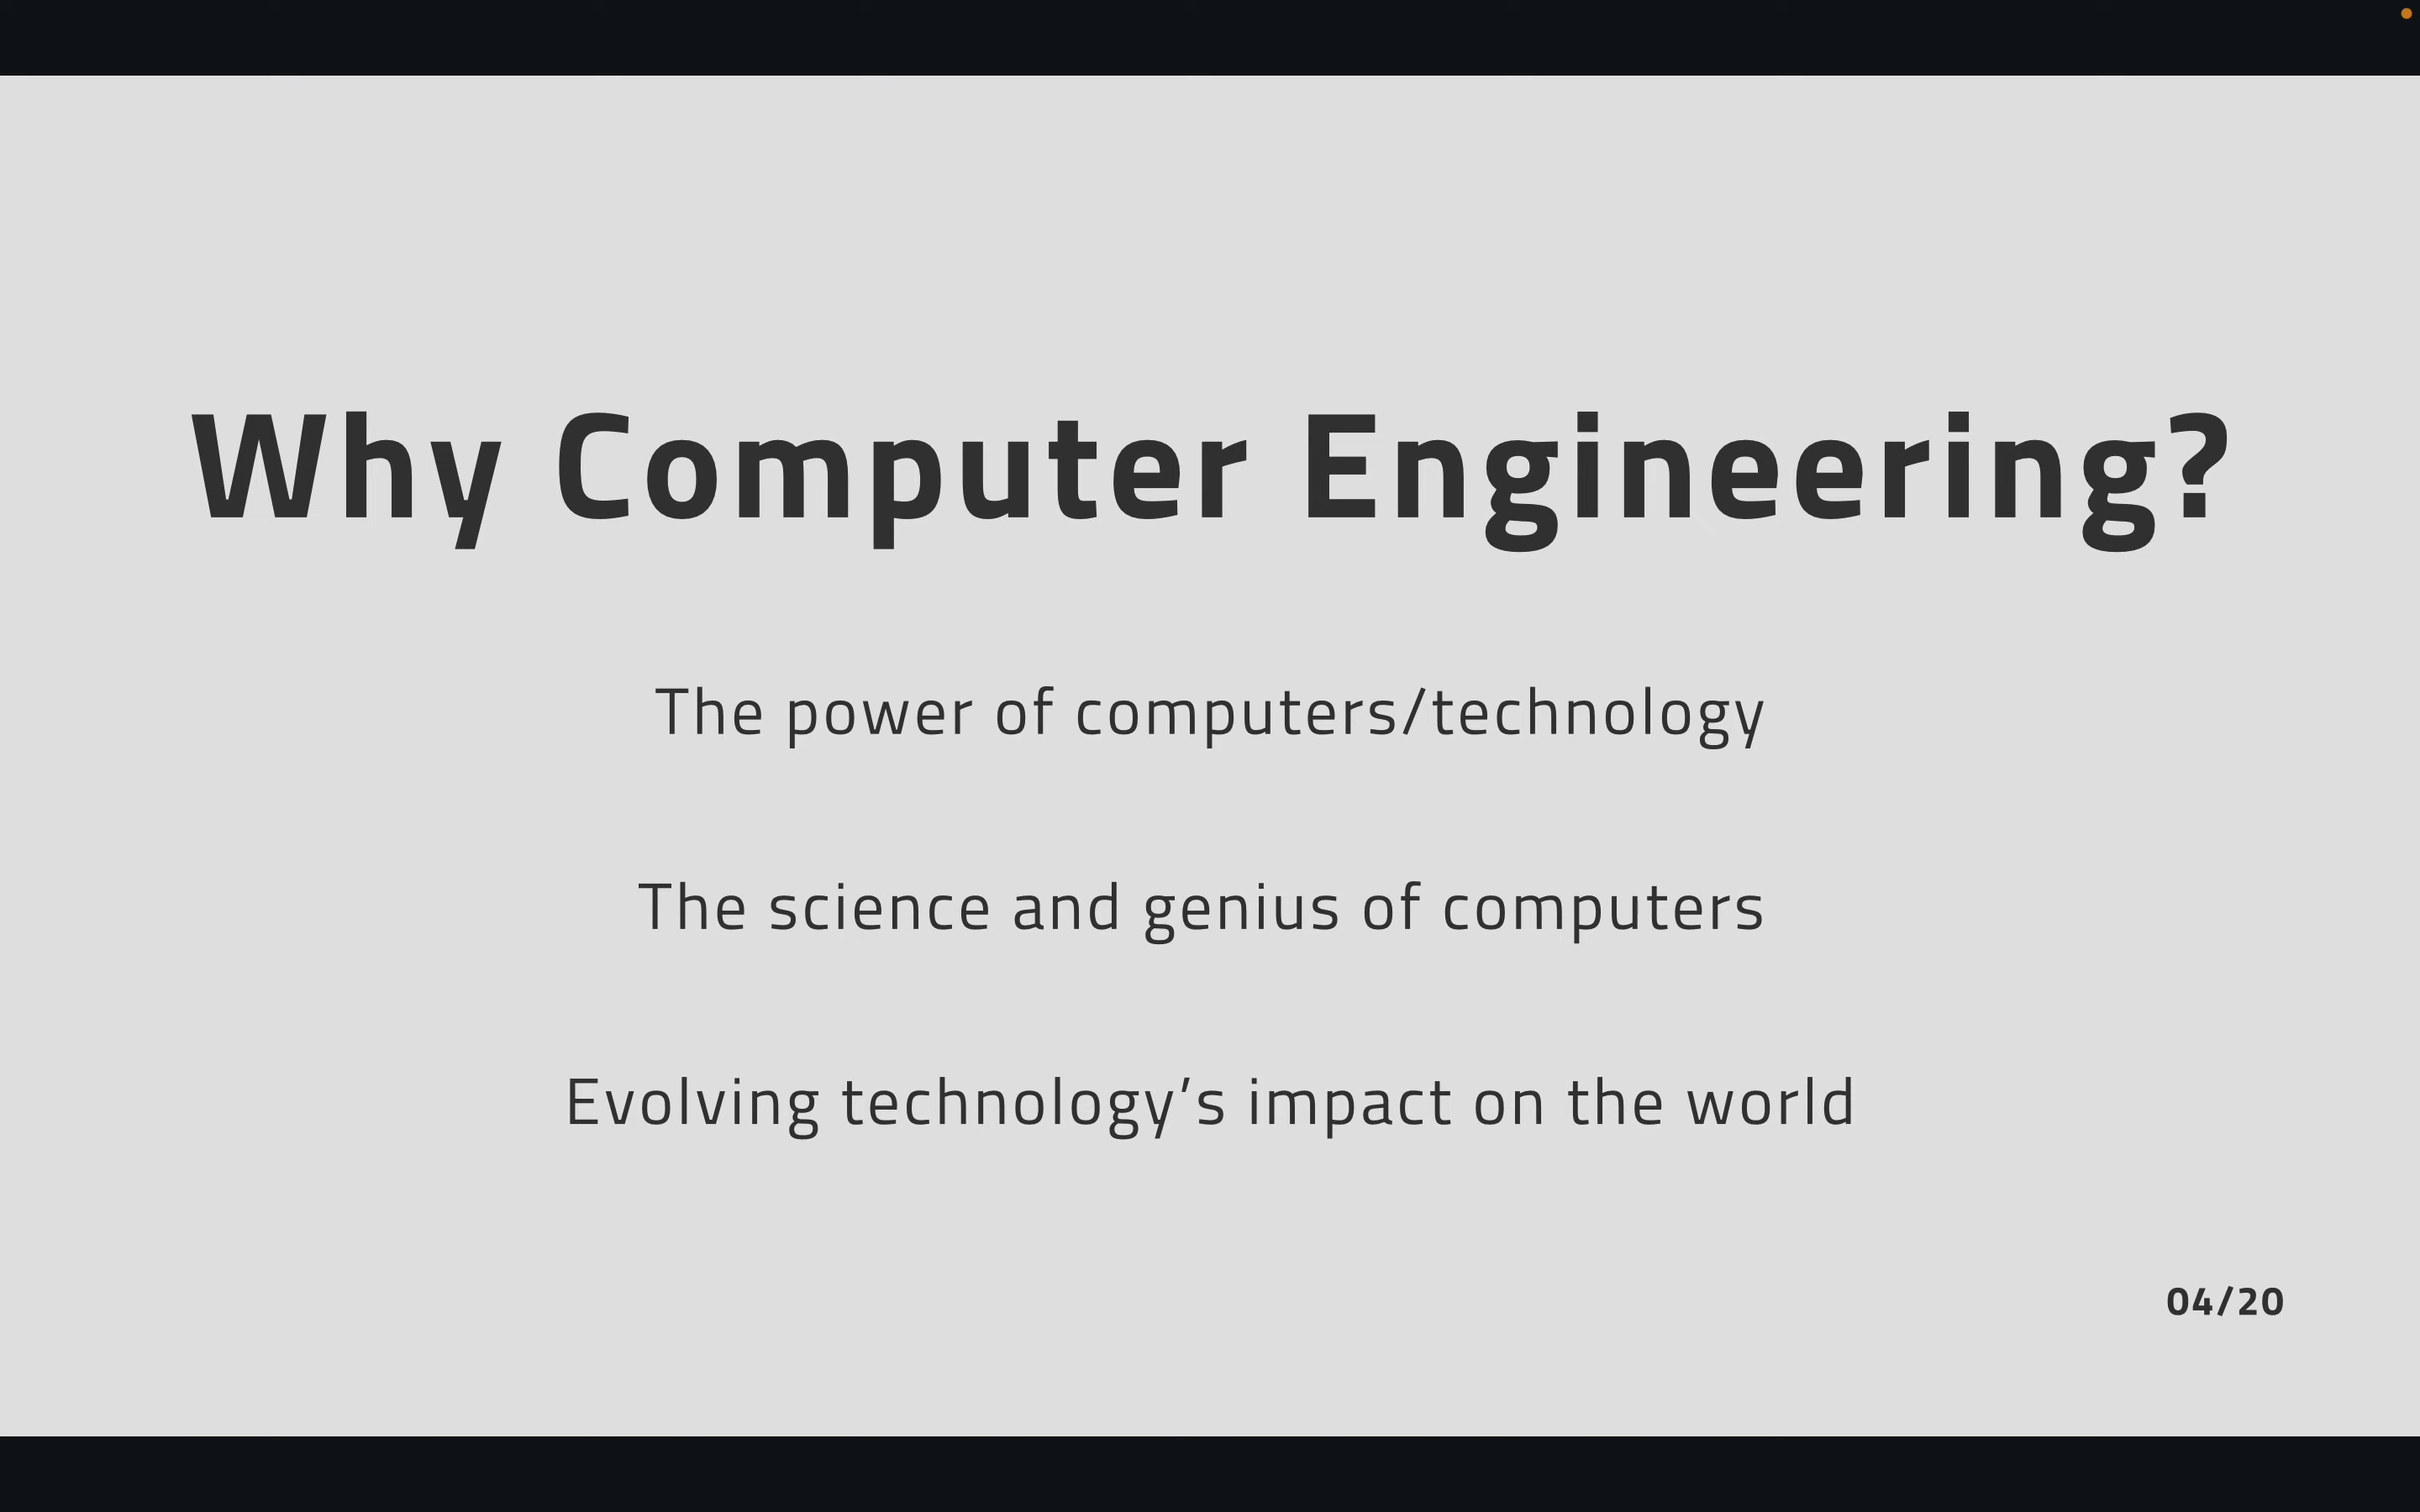 Why Computer Engineering?
The power of computers/technology
The science and genius of computers
Evolving technology’s impact on the world
04/20